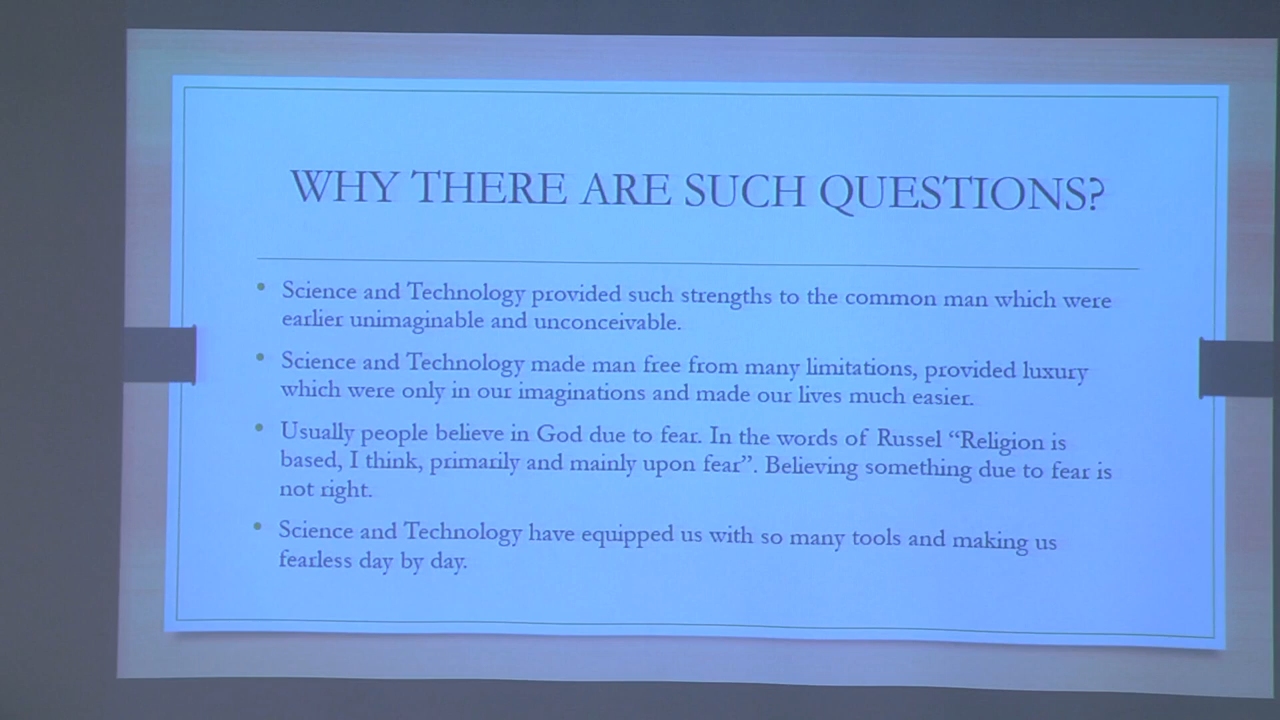 WHY THERE ARE SUCH QUESTIONS?
• Science and Technology provided such strengths to the common man which were
earlier unimaginable and unconceivable.
• Science and Technology made man free from many limitations, provided luxury
which were only in our imaginations and made our lives much easier.
• Usually people believe in God due to fear. In the words of Russel “Religion is
based, I think, primarily and mainly upon fear”. Believing something due to fear is
not right.
• Science and Technology have equipped us with so many tools and making us
fearless day by day.